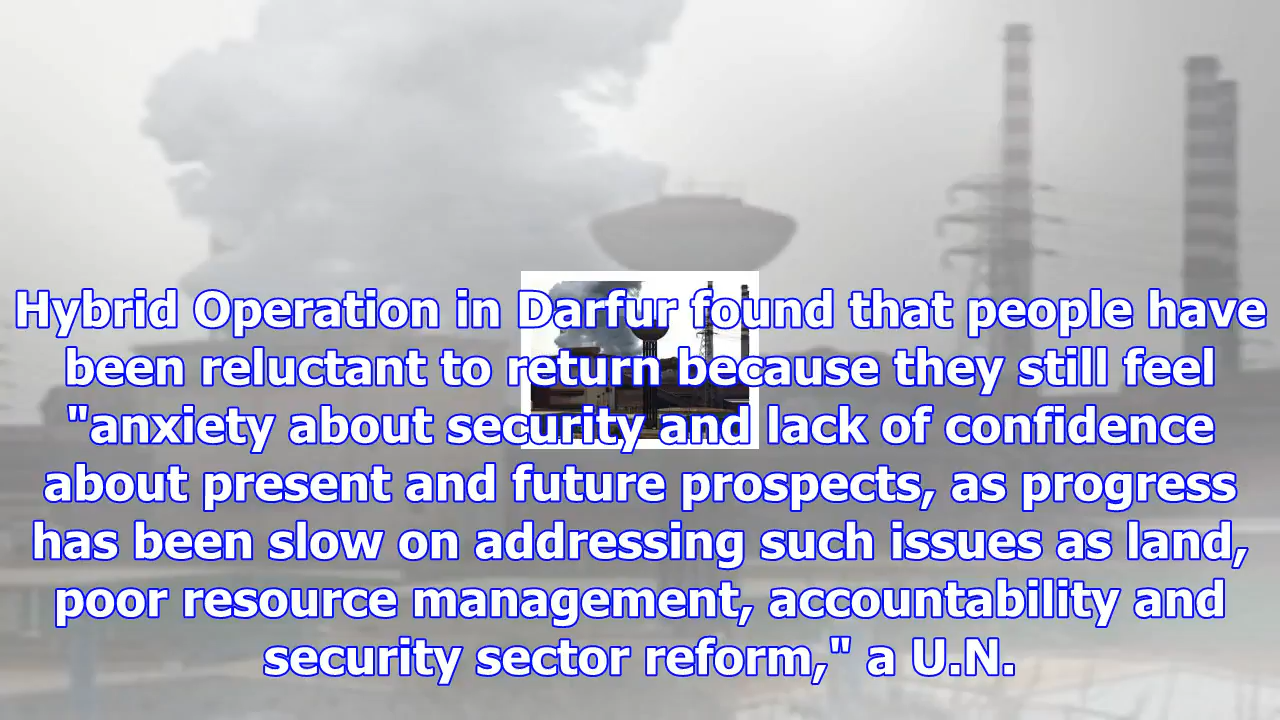 Hybrid Operation in Darfur found that people have
been reluctant to return because they still feel
"anxiety about security and lack of confidence
about present and future prospects, as progress
has been slow on addressing such issues as land,
poor resource management, accountability and
security sector reform," a U.N.